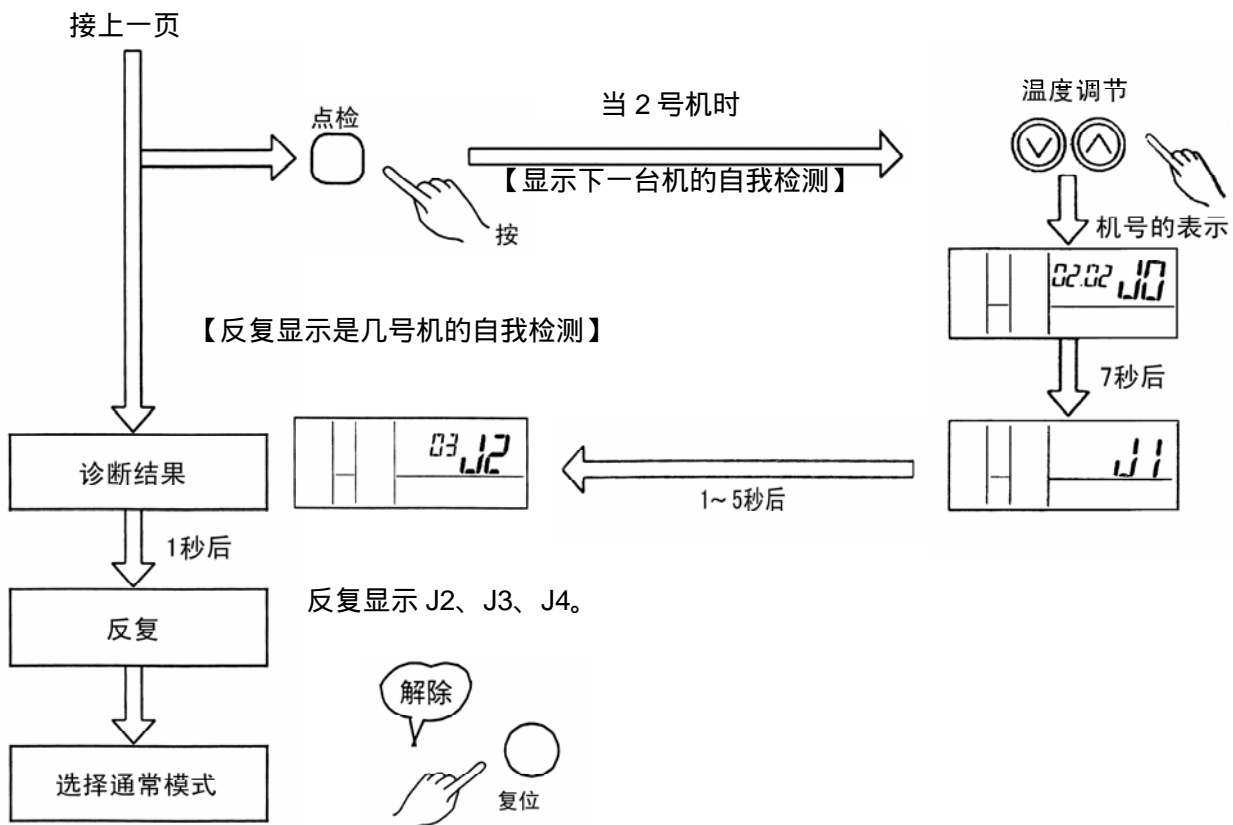 接上一页
点检
当 2 号机时
温度调节
【显示下一台机的自我检测】
按
机号的表示
02.02 J0
【反复显示是几号机的自我检测】
7秒后
03 J2
J1
诊断结果
1~5秒后
1秒后
反复
反复显示 J2、J3、J4。
解除
选择通常模式
复位